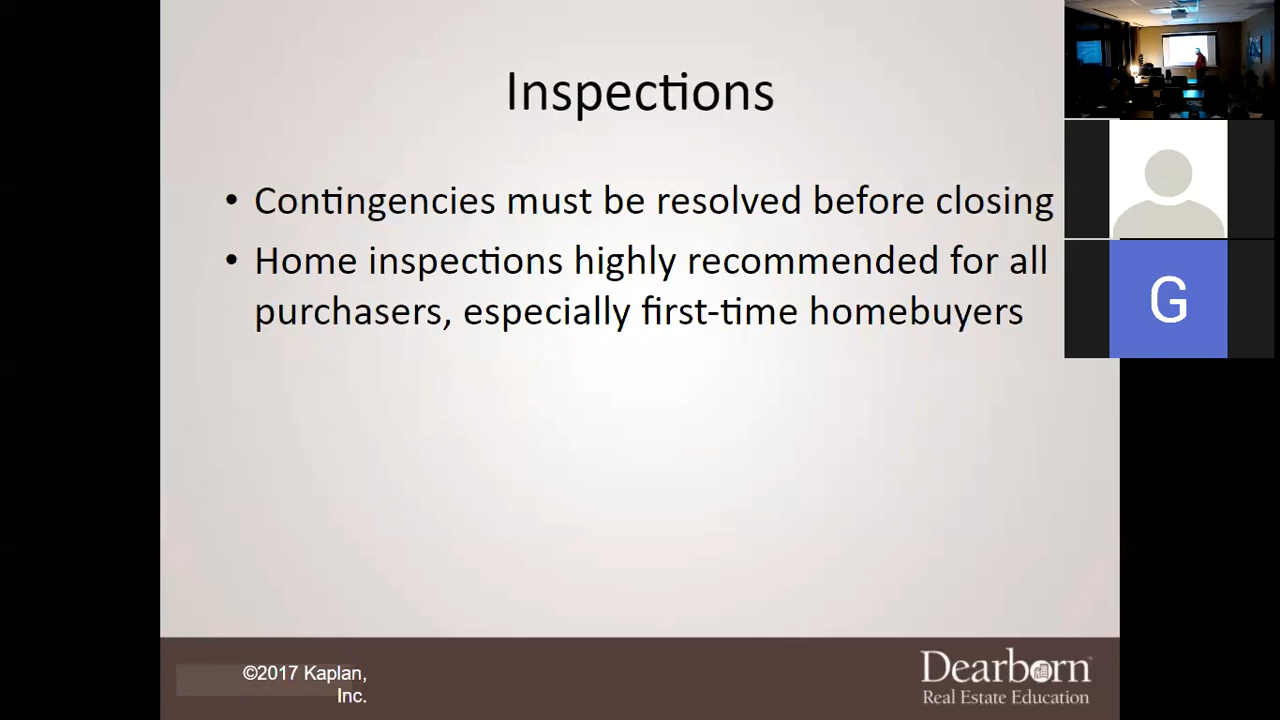 Inspections
• Contingencies must be resolved before closing
• Home inspections highly recommended for all
purchasers, especially first-time homebuyers
G
©2017 Kaplan,
Inc.
Dearborn™
Real Estate Education